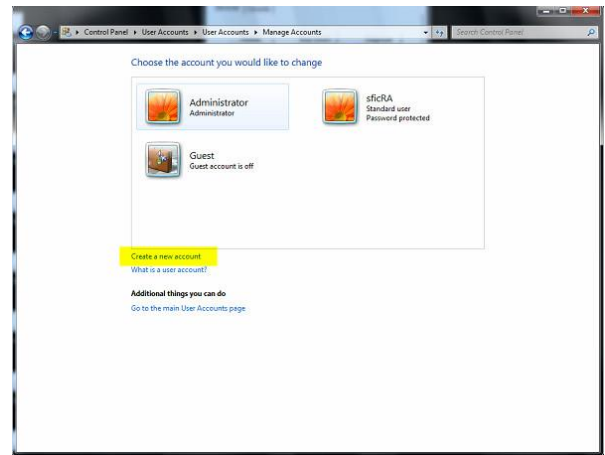 Control Panel ▸ User Accounts ▸ User Accounts ▸ Manage Accounts
Search Control Panel
Choose the account you would like to change
Administrator
Administrator
sficRA
Standard user
Password protected
Guest
Guest account is off
Create a new account
What is a user account?
Additional things you can do
Go to the main User Accounts page